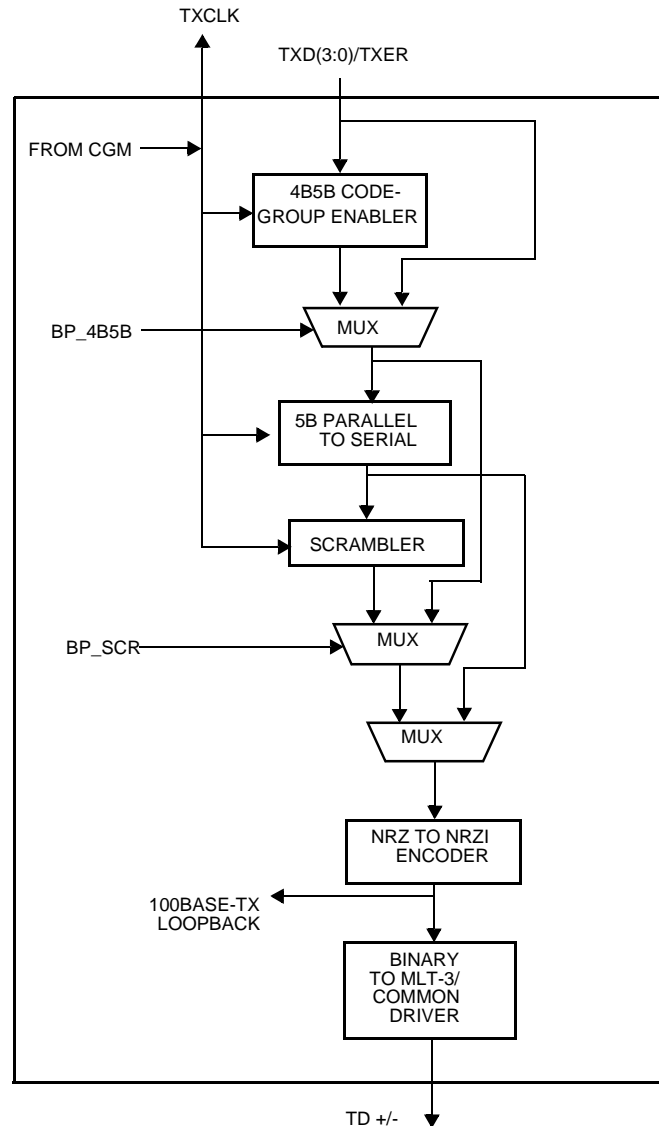 TXCLK
TXD(3:0)/TXER
FROM CGM
4B5B CODE-
GROUP ENABLER
BP_4B5B
MUX
5B PARALLEL
TO SERIAL
SCRAMBLER
BP_SCR
MUX
MUX
NRZ TO NRZI
ENCODER
100BASE-TX
LOOPBACK
BINARY
TO MLT-3/
COMMON
DRIVER
TD +/-